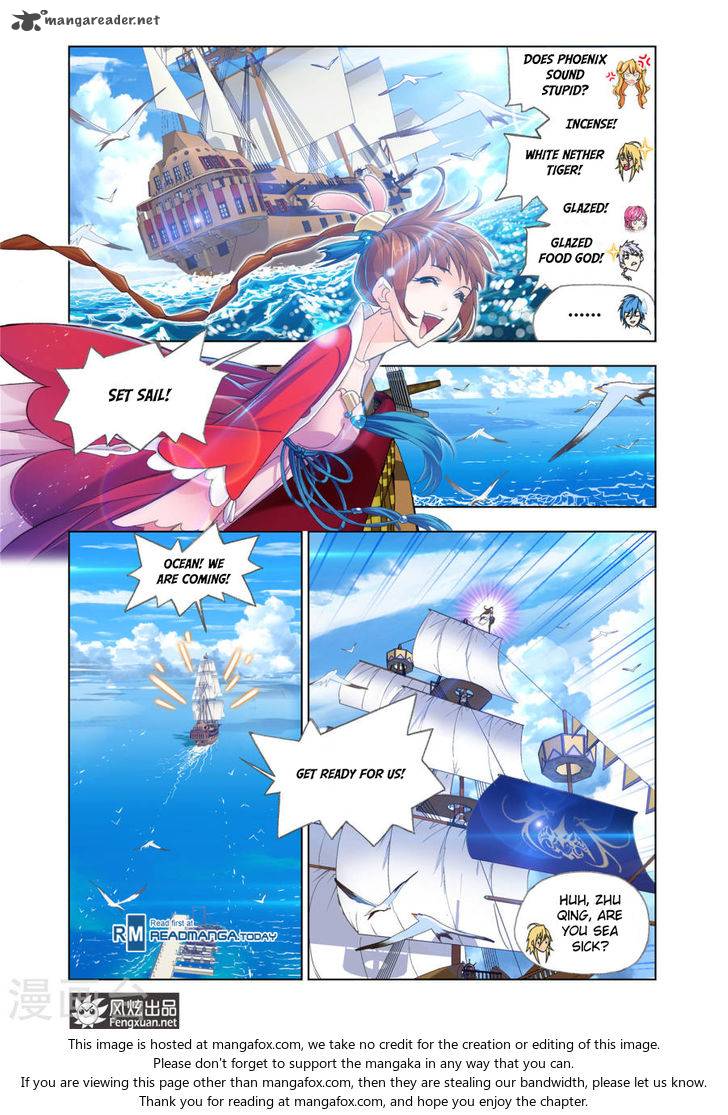 mangareader.net
DOES PHOENIX
SOUND
STUPID?
INCENSE!
WHITE NETHER
TIGER!
GLAZED!
GLAZED
FOOD GOD!
......
SET SAIL!
OCEAN! WE
ARE COMING!
GET READY FOR US!
HUH, ZHU
QING, ARE
YOU SEA
SICK?
Read first at
RM READMANGA.TODAY
漫画台
风炫出品
Fengxuan.net
This image is hosted at mangafox.com, we take no credit for the creation or editing of this image.
Please don't forget to support the mangaka in any way that you can.
If you are viewing this page other than mangafox.com, then they are stealing our bandwidth, please let us know.
Thank you for reading at mangafox.com, and hope you enjoy the chapter.